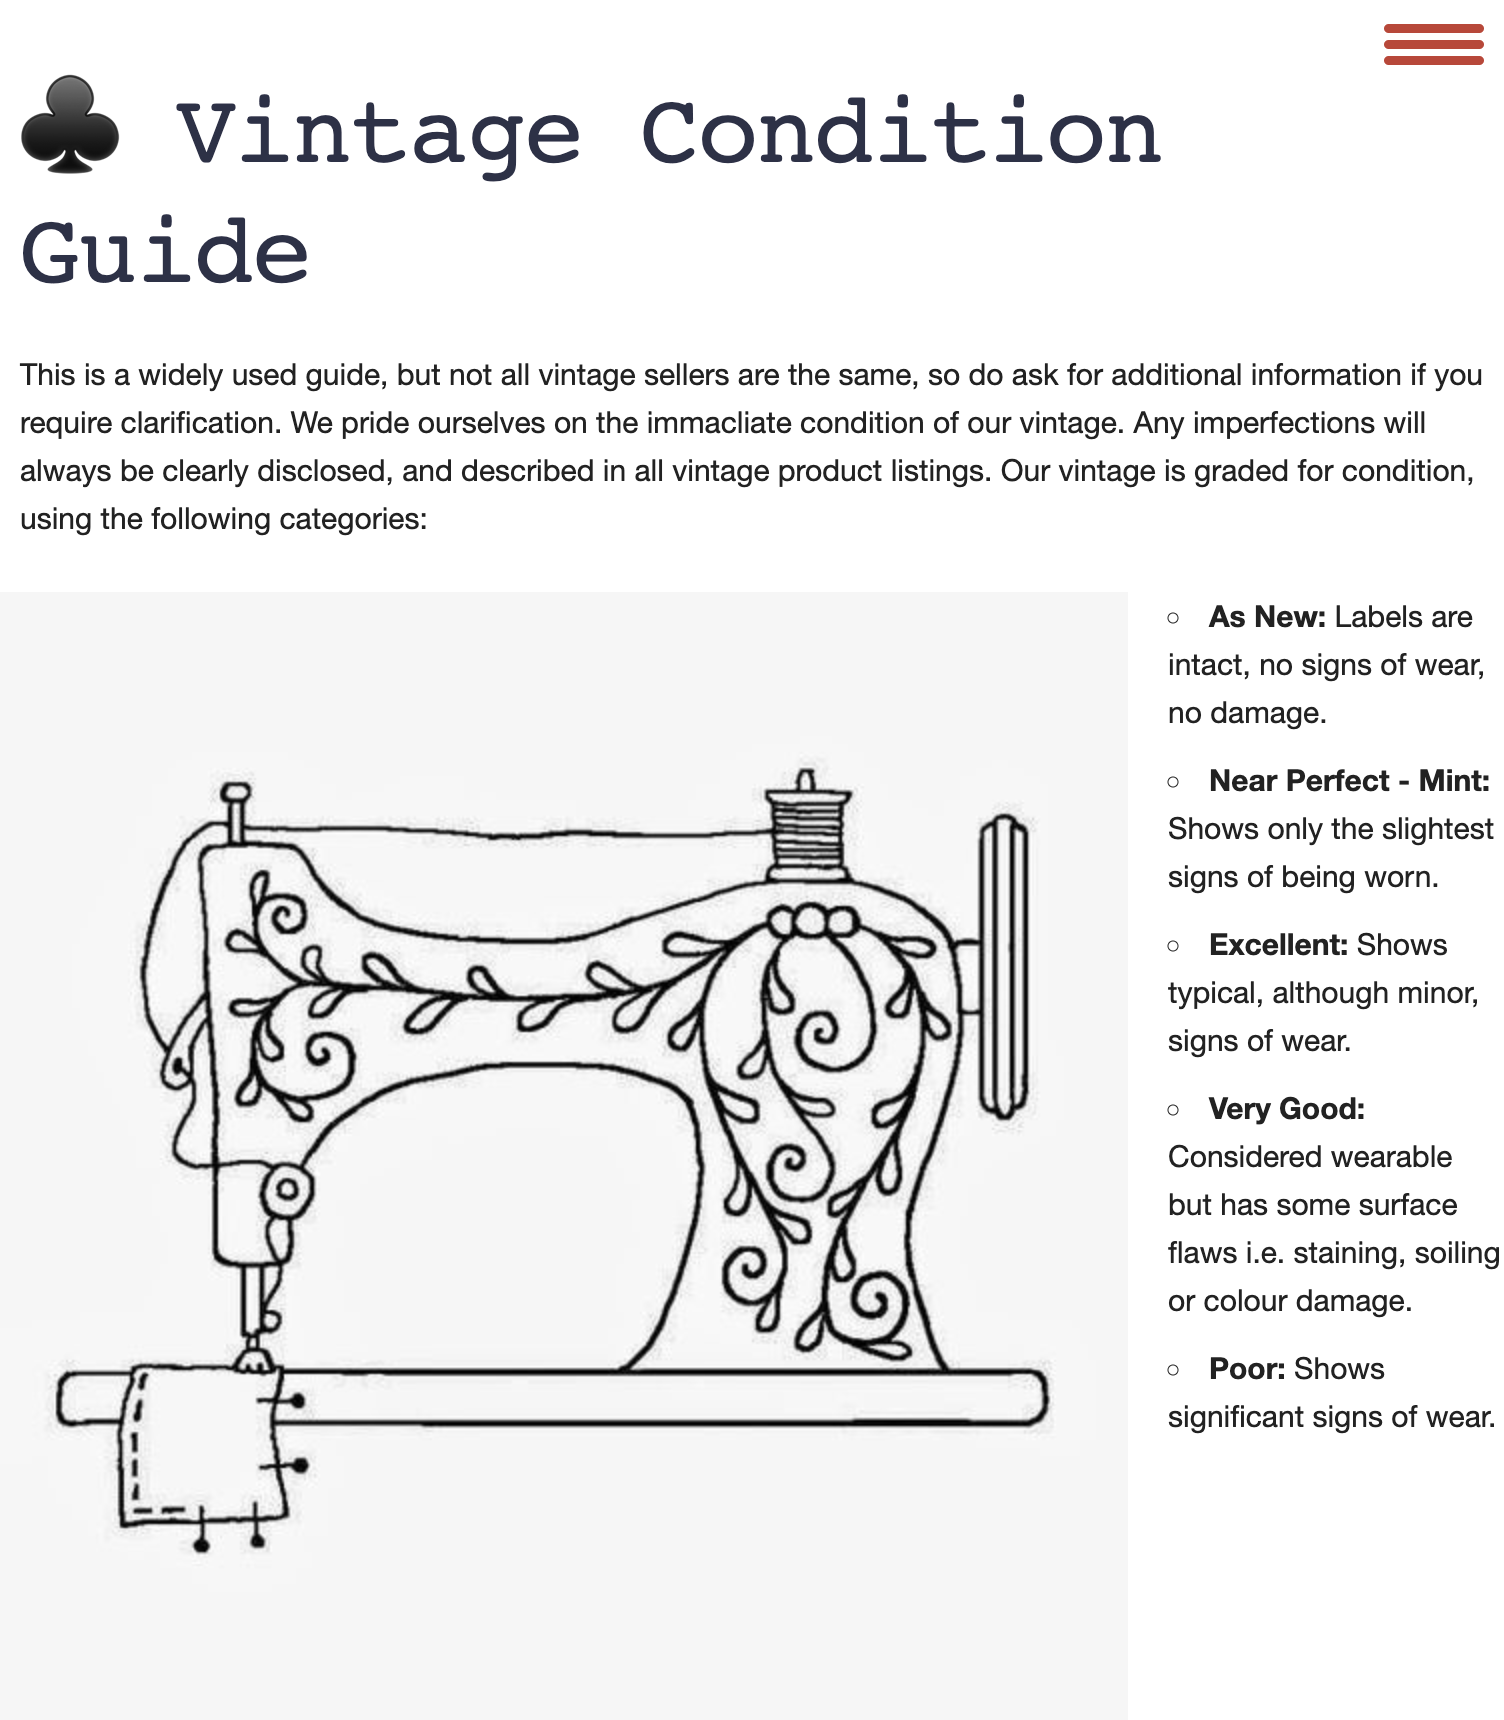 ♣ Vintage Condition
Guide
This is a widely used guide, but not all vintage sellers are the same, so do ask for additional information if you
require clarification. We pride ourselves on the immacliate condition of our vintage. Any imperfections will
always be clearly disclosed, and described in all vintage product listings. Our vintage is graded for condition,
using the following categories:
◦ As New: Labels are
intact, no signs of wear,
no damage.
◦ Near Perfect - Mint:
Shows only the slightest
signs of being worn.
◦ Excellent: Shows
typical, although minor,
signs of wear.
◦ Very Good:
Considered wearable
but has some surface
flaws i.e. staining, soiling
or colour damage.
◦ Poor: Shows
significant signs of wear.